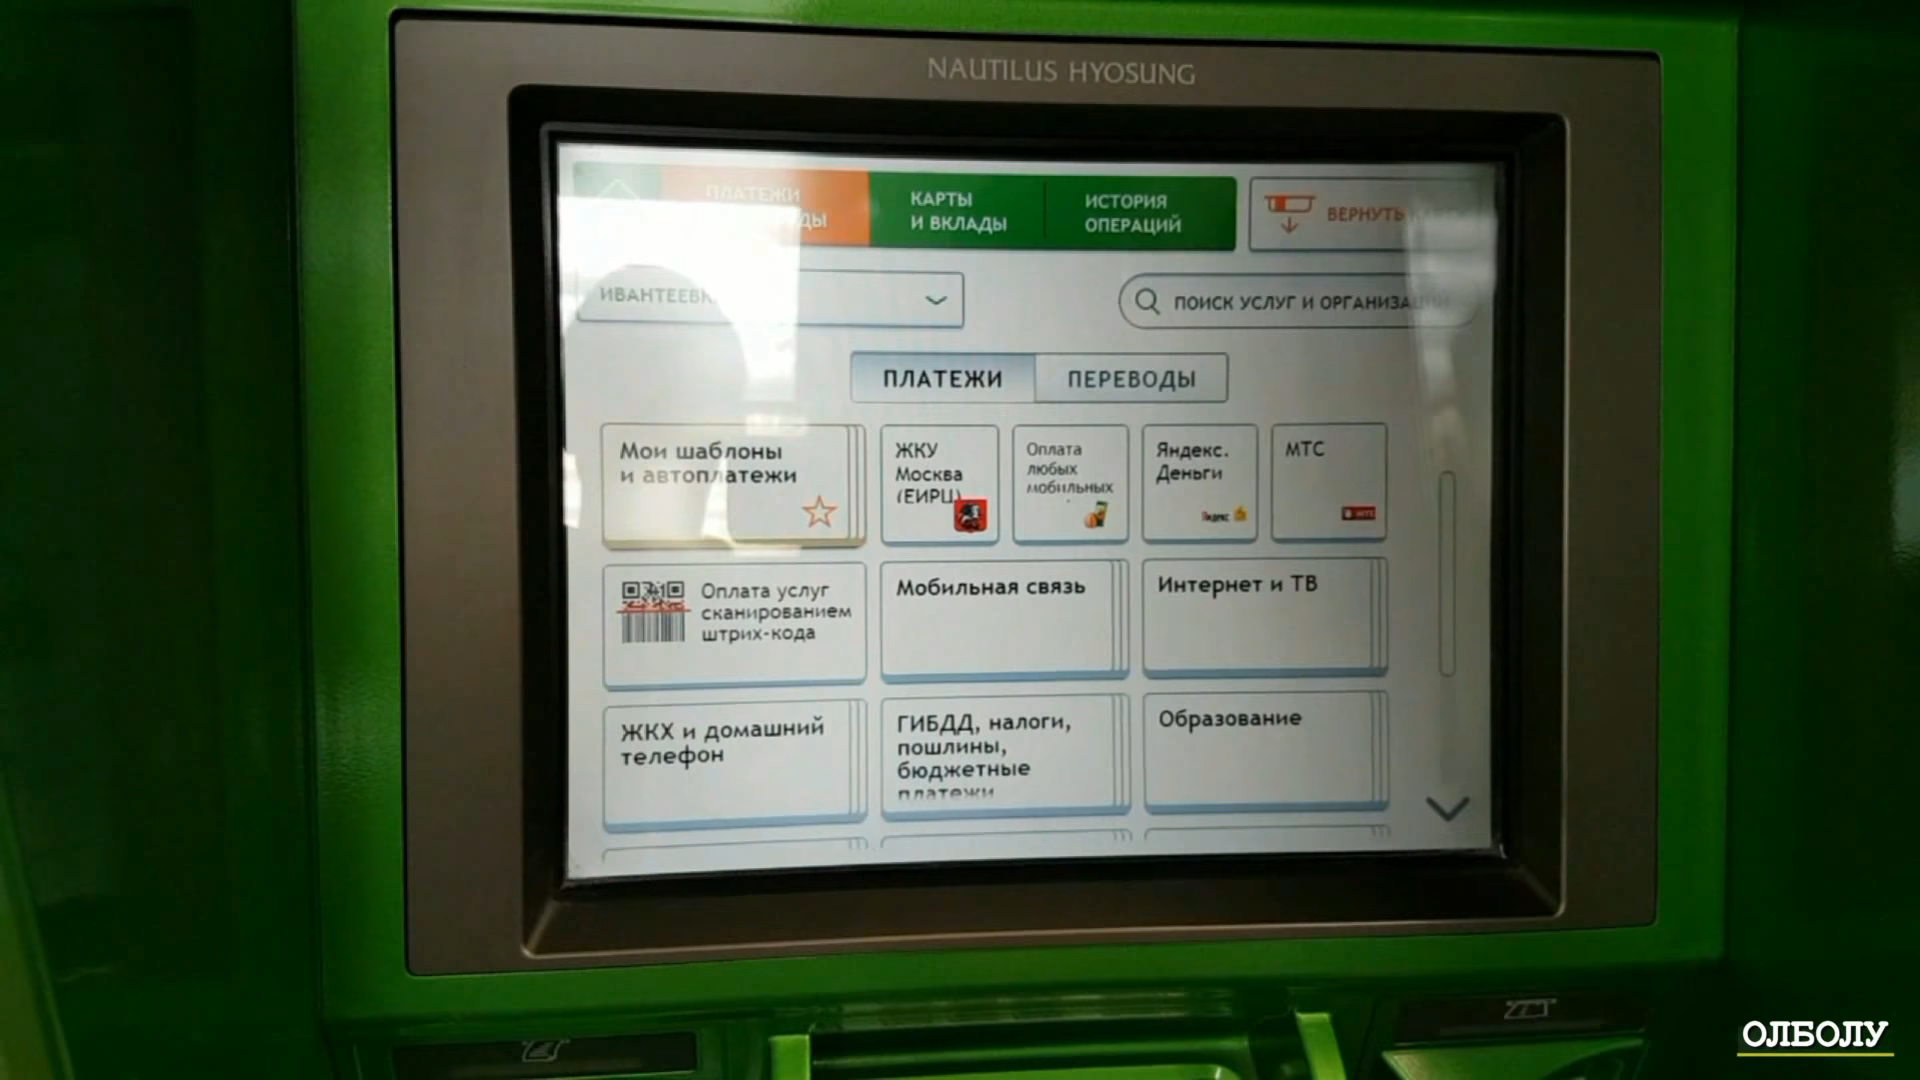 NAUTILUS HYOSUNG
ПЛАТЕЖИ
КАРТЫ
И ВКЛАДЫ
ИСТОРИЯ
ОПЕРАЦИЙ
ВЕРНУТЬ
ПОИСК УСЛУГ И
ПЛАТЕЖИ
ПЕРЕВОДЫ
Мои шаблоны
и автоплатежи
ЖКУ
Москва
(ЕИРЦ)
Оплата
любых
мобильных
Яндекс.
Деньги
Яндекс
МТС
МТС
Оплата услуг
сканированием
штрих-кода
Мобильная связь
Интернет и ТВ
ЖКХ и домашний
телефон
ГИБДД, налоги,
пошлины,
бюджетные
платежи
Образование
ОЛБОЛУ